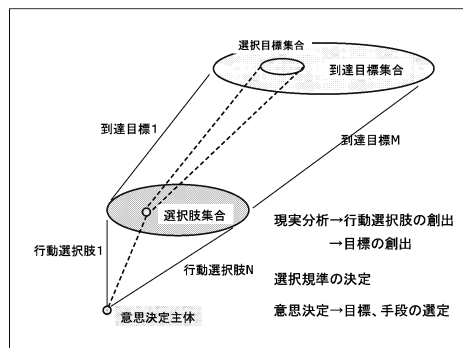 選択目標集合
到達目標集合
到達目標1
到達目標M
選択肢集合
現実分析→行動選択肢の創出
→目標の創出
行動選択肢1
行動選択肢N
選択規準の決定
意思決定主体
意思決定→目標、手段の選定